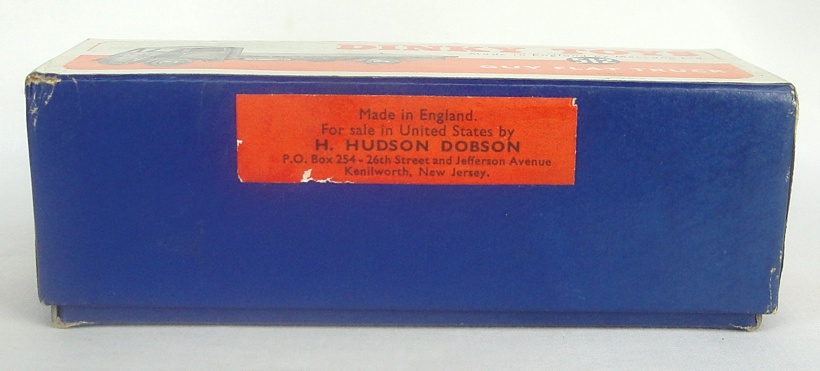 DINKY TOYS
512
GUY FLAT TRUCK
Made in England.
For sale in United States by
H. HUDSON DOBSON
P.O. Box 254 - 26th Street and Jefferson Avenue
Kenilworth, New Jersey.